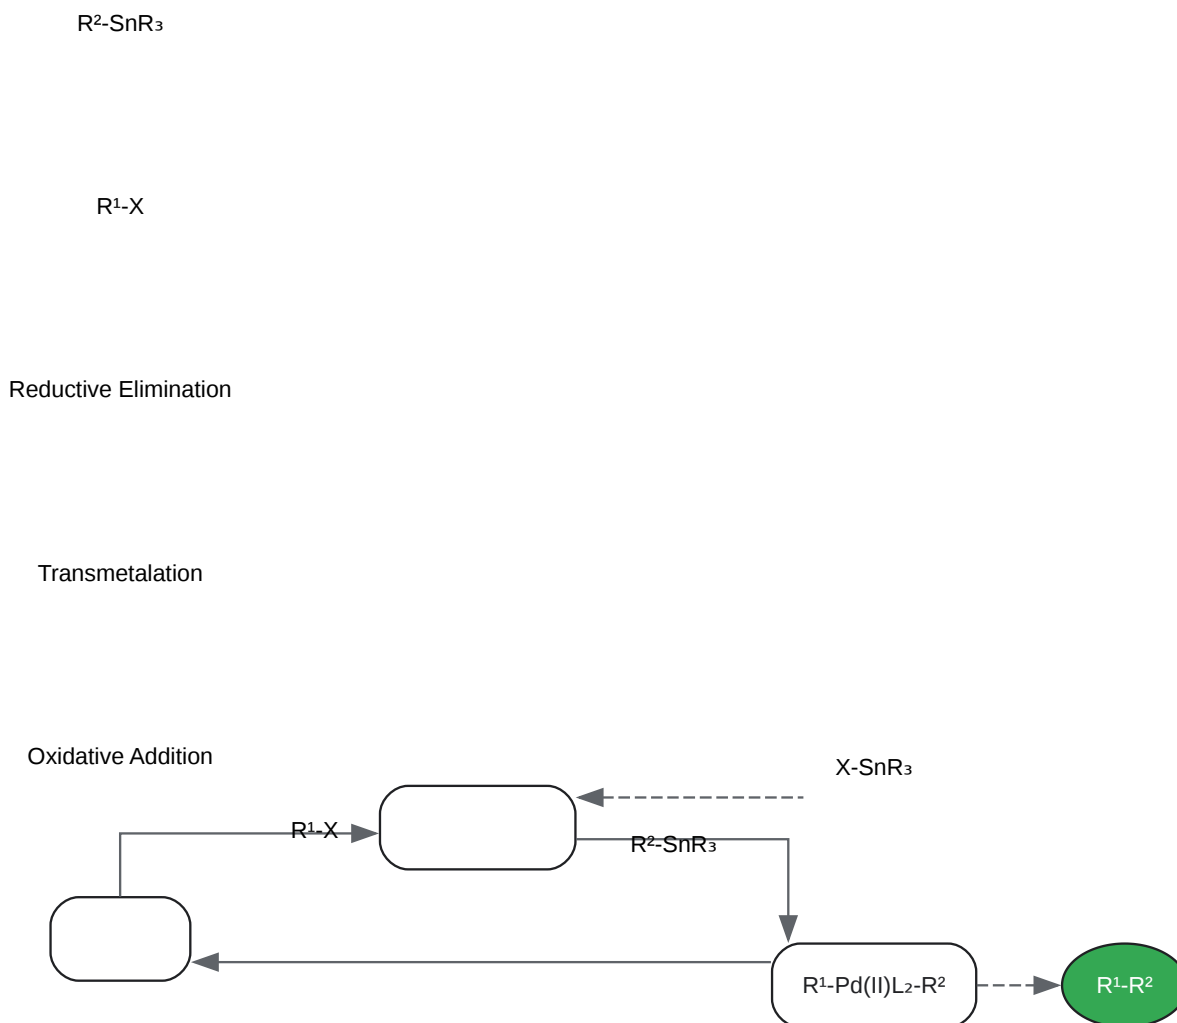 R²-SnR₃
R¹-X
Reductive Elimination
Transmetalation
Oxidative Addition
X-SnR₃
R¹-X
R²-SnR₃
R¹-Pd(II)L₂-R²
R¹-R²